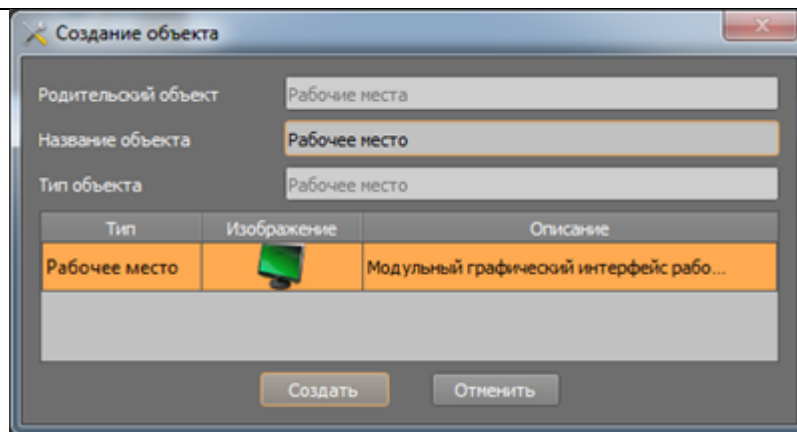 Создание объекта
Родительский объект Рабочие места
Название объекта Рабочее место
Тип объекта Рабочее место
Тип Изображение Описание
Рабочее место Модульный графический интерфейс рабо...
Создать Отменить